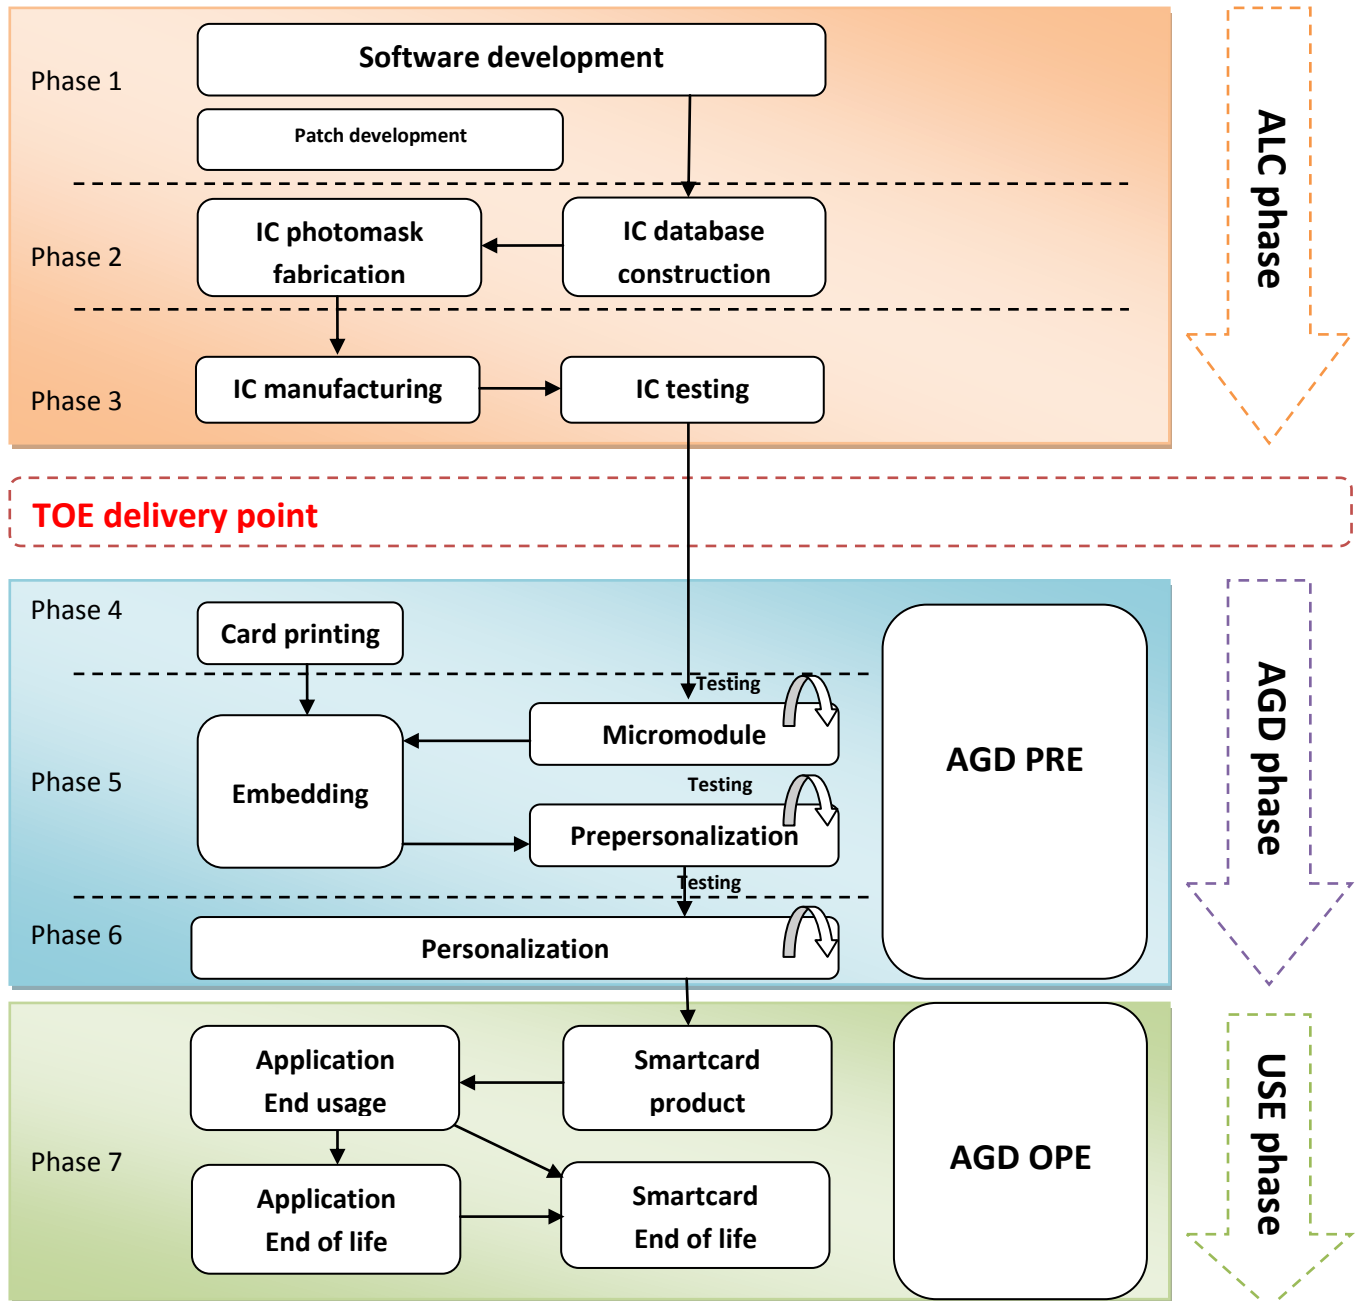 Software development
Phase 1
Patch development
ALC phase
IC photomask
fabrication
IC database
construction
Phase 2
IC manufacturing
IC testing
Phase 3
TOE delivery point
Phase 4
Card printing
Testing
Micromodule
AGD PRE
AGD phase
Phase 5
Embedding
Testing
Prepersonalization
Testing
Phase 6
Personalization
Application
End usage
Smartcard
product
USE phase
Phase 7
AGD OPE
Application
End of life
Smartcard
End of life